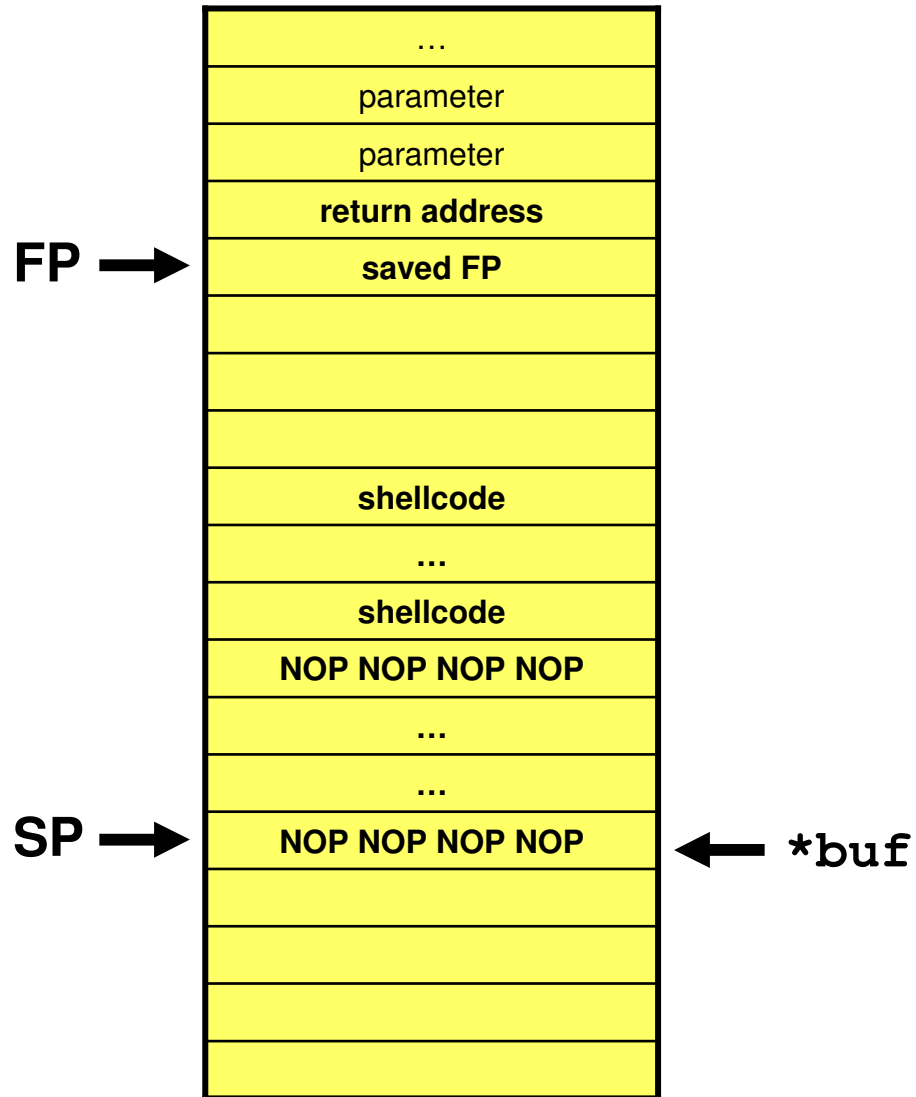 …
parameter
parameter
return address
FP
saved FP
shellcode
…
shellcode
NOP NOP NOP NOP
…
…
SP
NOP NOP NOP NOP
*buf